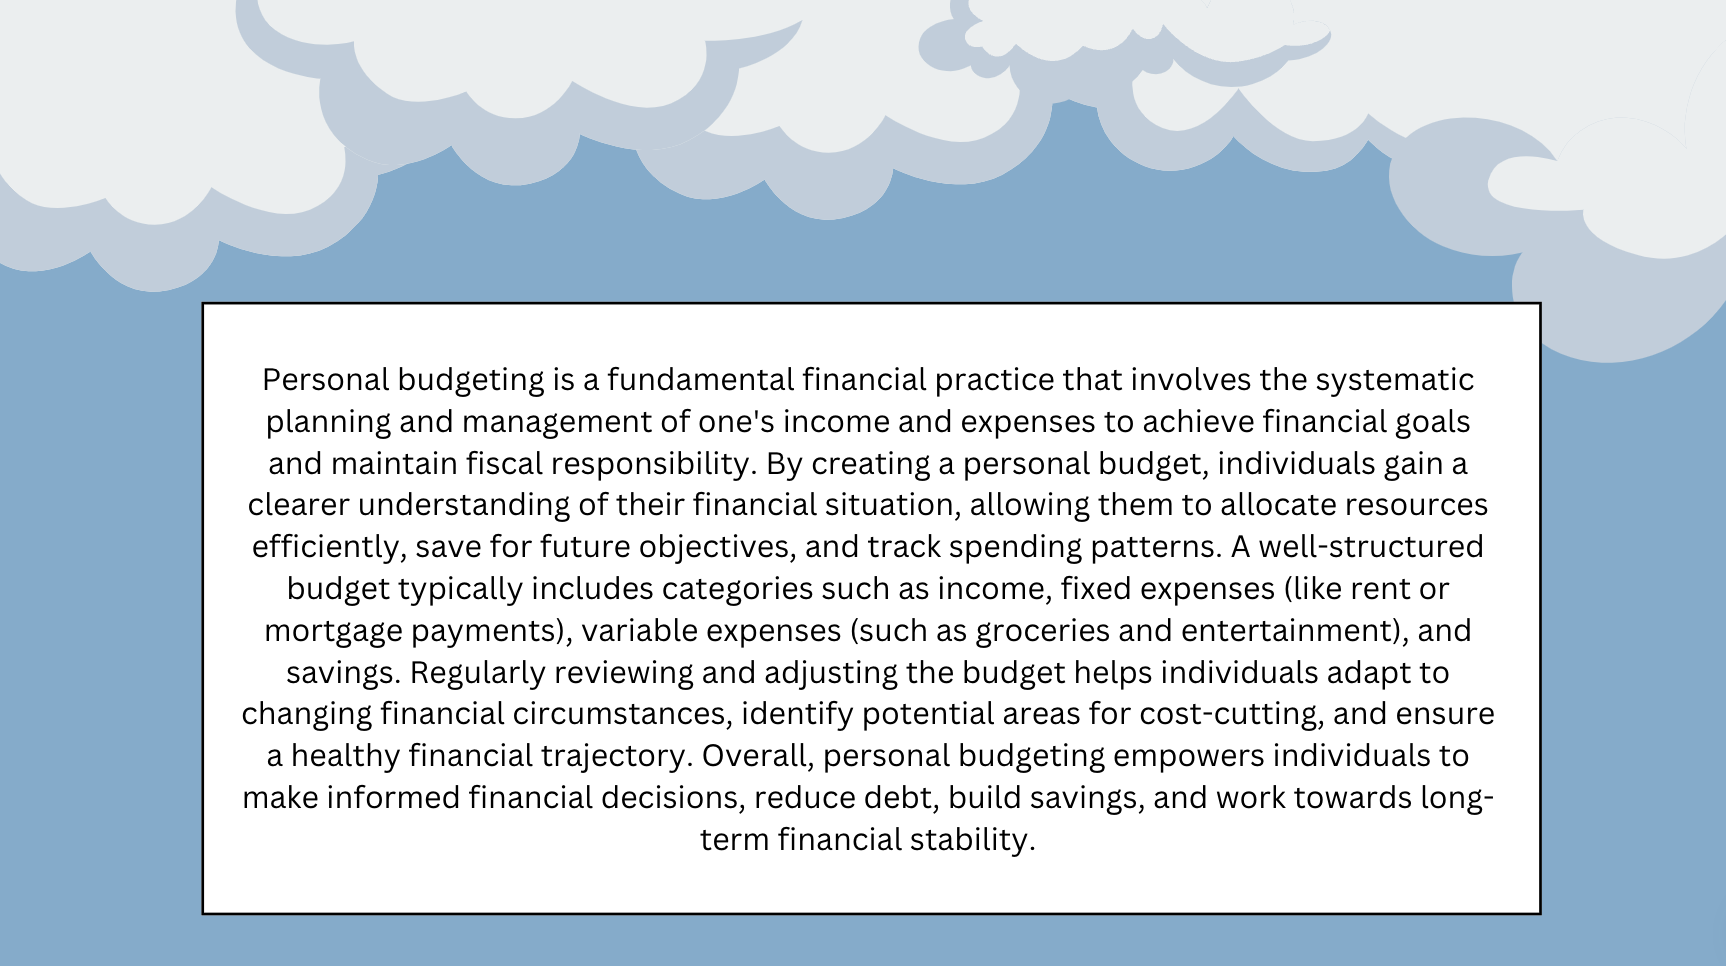 Personal budgeting is a fundamental financial practice that involves the systematic
planning and management of one's income and expenses to achieve financial goals
and maintain fiscal responsibility. By creating a personal budget, individuals gain a
clearer understanding of their financial situation, allowing them to allocate resources
efficiently, save for future objectives, and track spending patterns. A well-structured
budget typically includes categories such as income, fixed expenses (like rent or
mortgage payments), variable expenses (such as groceries and entertainment), and
savings. Regularly reviewing and adjusting the budget helps individuals adapt to
changing financial circumstances, identify potential areas for cost-cutting, and ensure
a healthy financial trajectory. Overall, personal budgeting empowers individuals to
make informed financial decisions, reduce debt, build savings, and work towards long-
term financial stability.